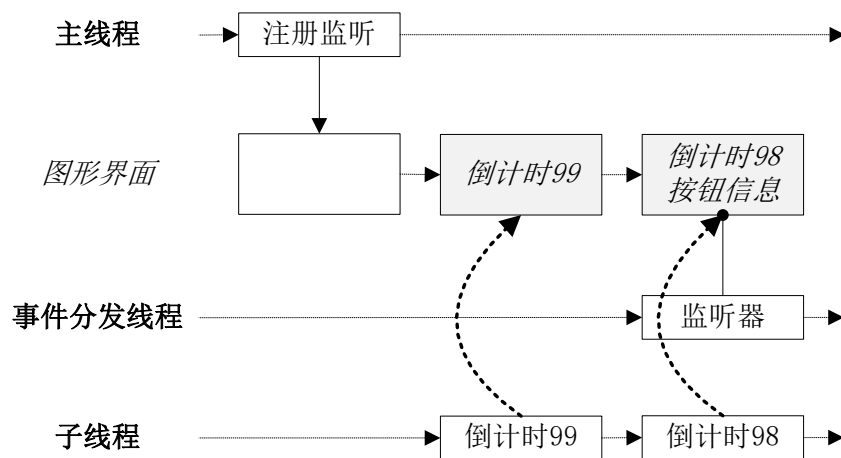 主线程
注册监听
图形界面
倒计时99
倒计时98
按钮信息
事件分发线程
监听器
子线程
倒计时99
倒计时98